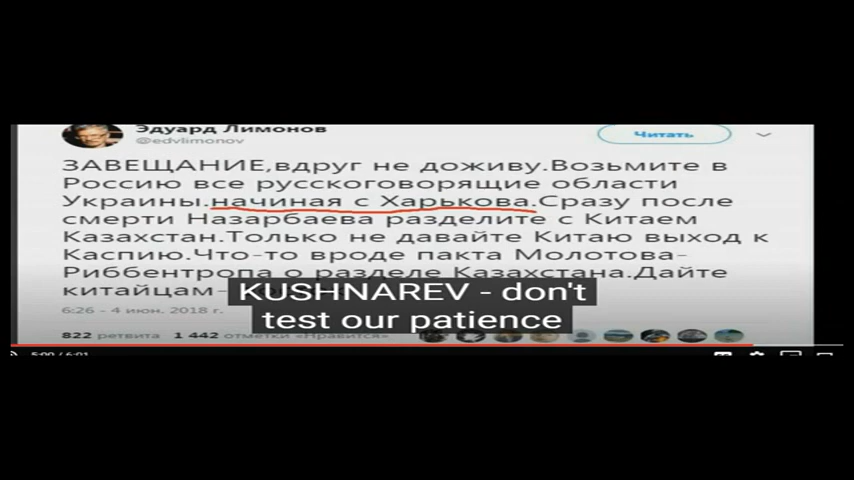 Эдуард Лимонов
@edvlimonov
Читать
ЗАВЕЩАНИЕ,вдруг не доживу.Возьмите в
Россию все русскоговорящие области
Украины.начиная с Харькова.Сразу после
смерти Назарбаева разделите с Китаем
Казахстан.Только не давайте Китаю выход к
Каспию.Что-то вроде пакта Молотова-
Риббентропа о разделе Казахстана.Дайте
китайцам-
KUSHNAREV - don't
test our patience
6:26 - 4 июн. 2018 г.
822 ретвита 1 442 отметки «Нравится»
5:00 / 6:01